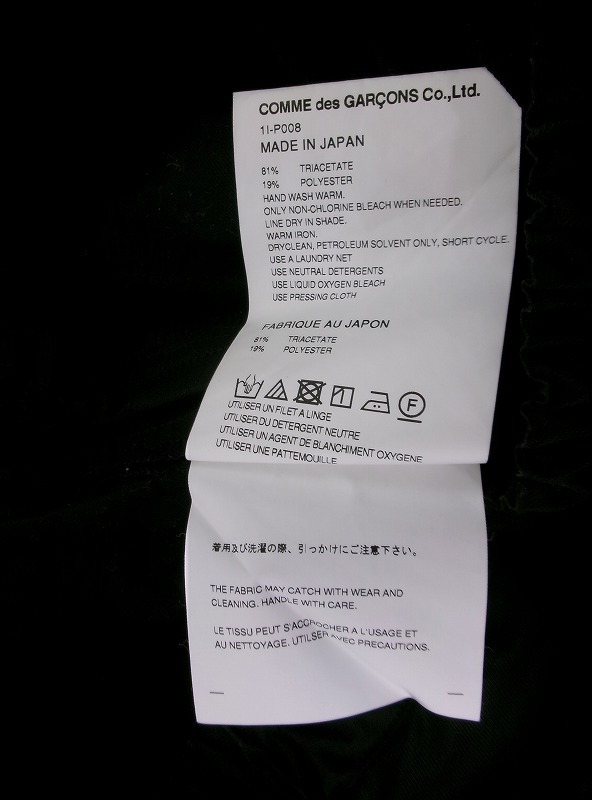 COMME des GARÇONS Co.,Ltd.
1I-P008
MADE IN JAPAN
81% TRIACETATE
19% POLYESTER
HAND WASH WARM.
ONLY NON-CHLORINE BLEACH WHEN NEEDED.
LINE DRY IN SHADE.
WARM IRON.
DRYCLEAN, PETROLEUM SOLVENT ONLY, SHORT CYCLE.
USE A LAUNDRY NET
USE NEUTRAL DETERGENTS
USE LIQUID OXYGEN BLEACH
USE PRESSING CLOTH
FABRIQUE AU JAPON
81% TRIACETATE
19% POLYESTER
F
UTILISER UN FILET A LINGE
UTILISER DU DETERGENT NEUTRE
UTILISER UN AGENT DE BLANCHIMENT OXYGENE
UTILISER UNE PATTEMOUILLE
着用及び洗濯の際、引っかけにご注意下さい。
THE FABRIC MAY CATCH WITH WEAR AND
CLEANING. HANDLE WITH CARE.
LE TISSU PEUT S'ACCROCHER A L'USAGE ET
AU NETTOYAGE. UTILSER AVEC PRECAUTIONS.